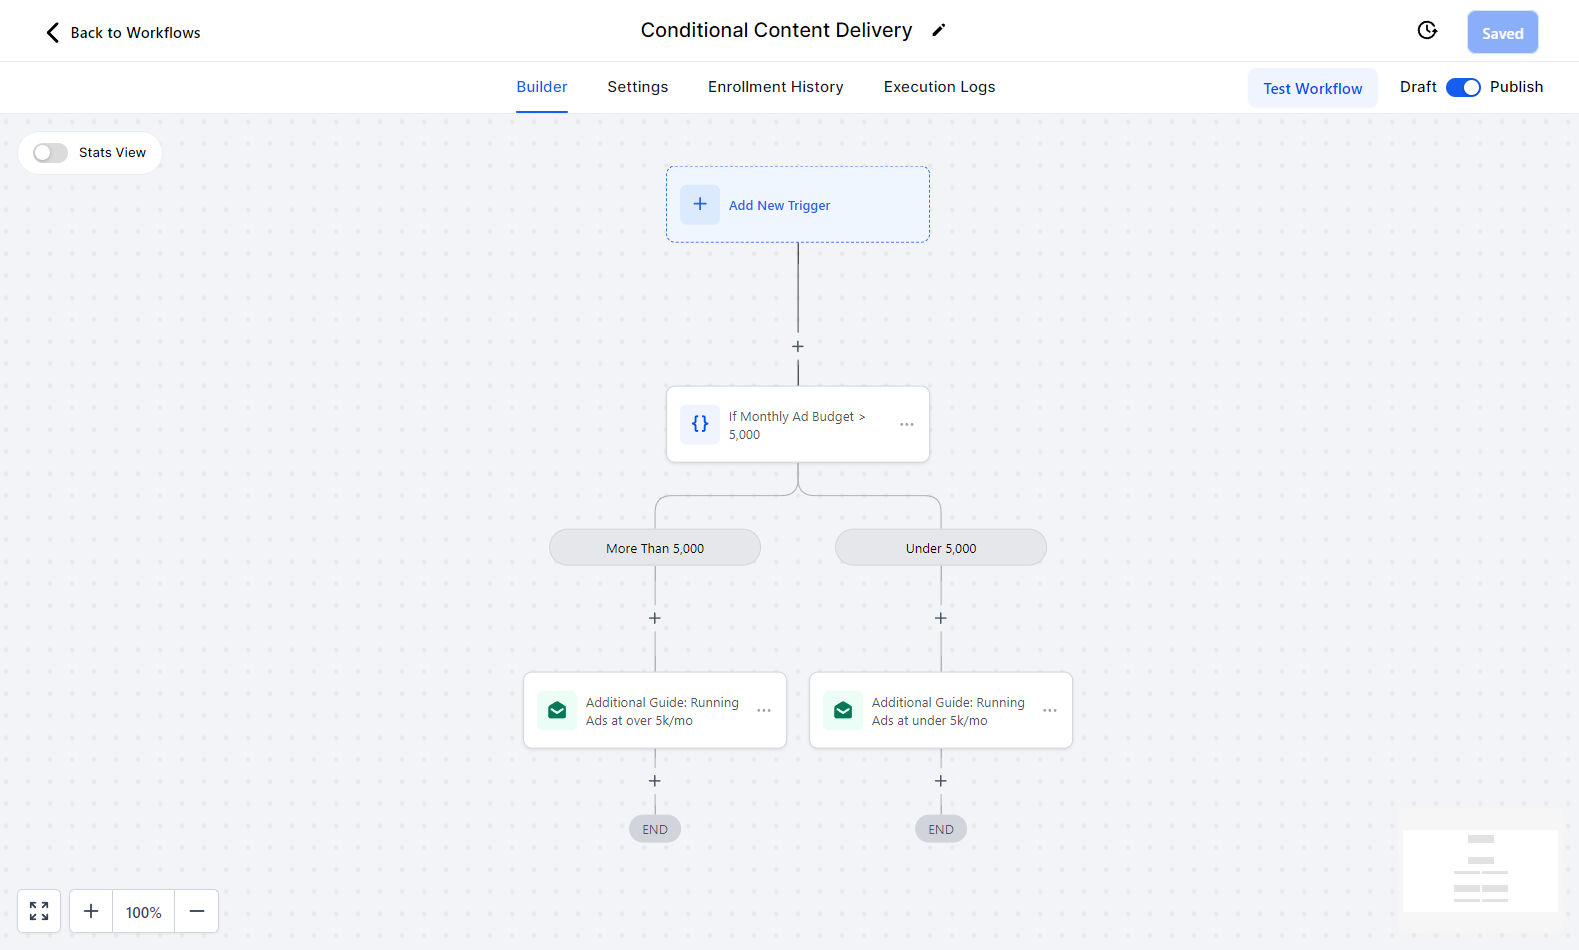 Back to Workflows
Conditional Content Delivery
Saved
Builder
Settings
Enrollment History
Execution Logs
Test Workflow
Draft
Publish
Stats View
Add New Trigger
If Monthly Ad Budget >
5,000
More Than 5,000
Under 5,000
Additional Guide: Running
Ads at over 5k/mo
Additional Guide: Running
Ads at under 5k/mo
END
END
100%